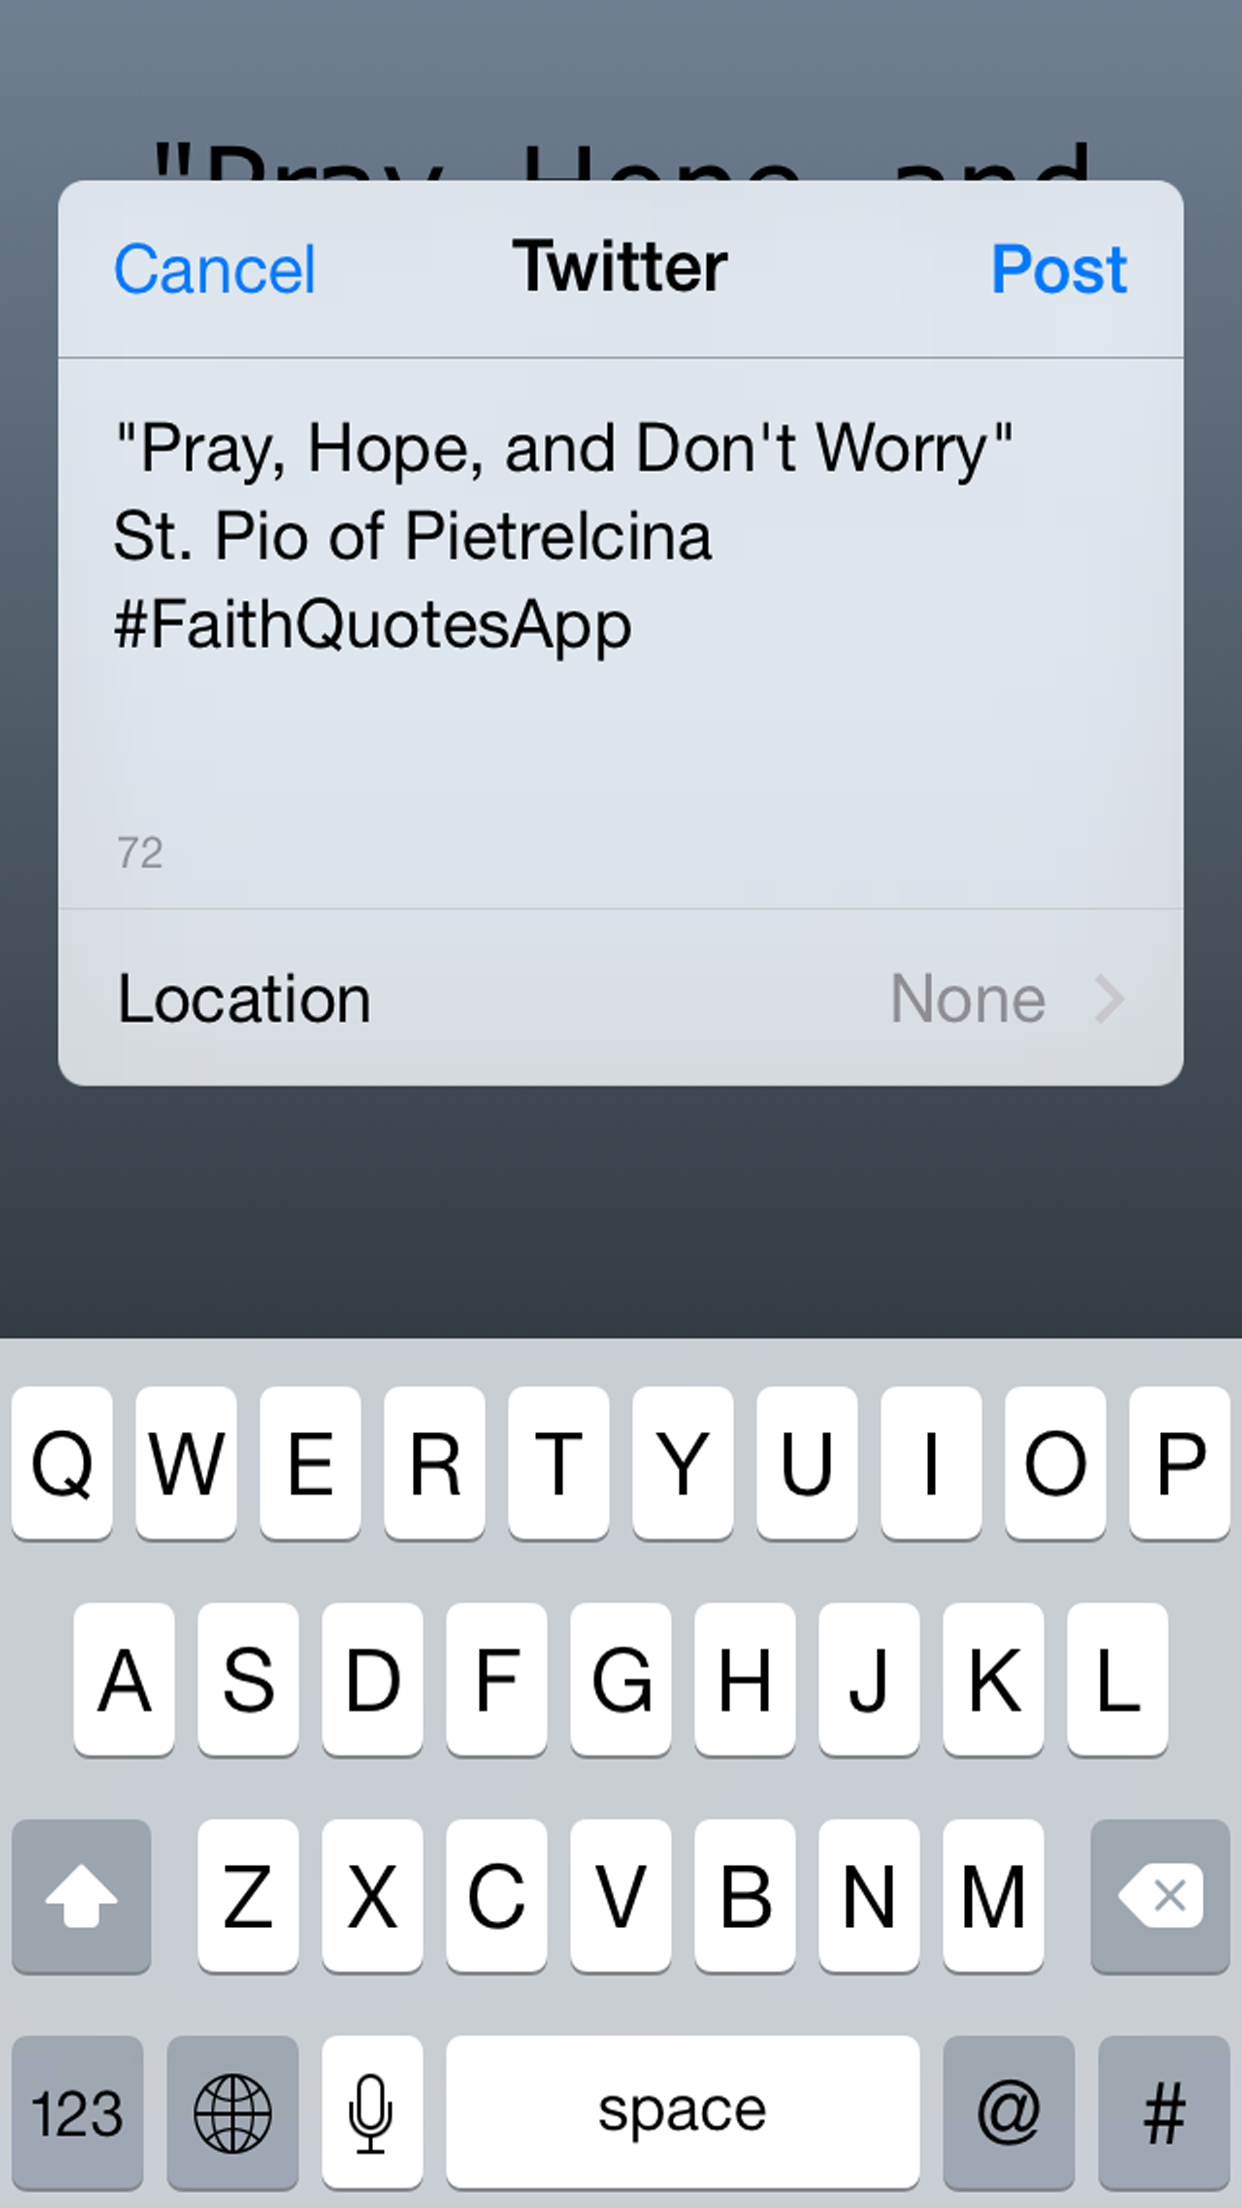 "Pray, Hope, and
Cancel Twitter Post
"Pray, Hope, and Don't Worry"
St. Pio of Pietrelcina
#FaithQuotesApp
72
Location None
Q W E R T Y U I O P
A S D F G H J K L
Z X C V B N M
123 space @ #